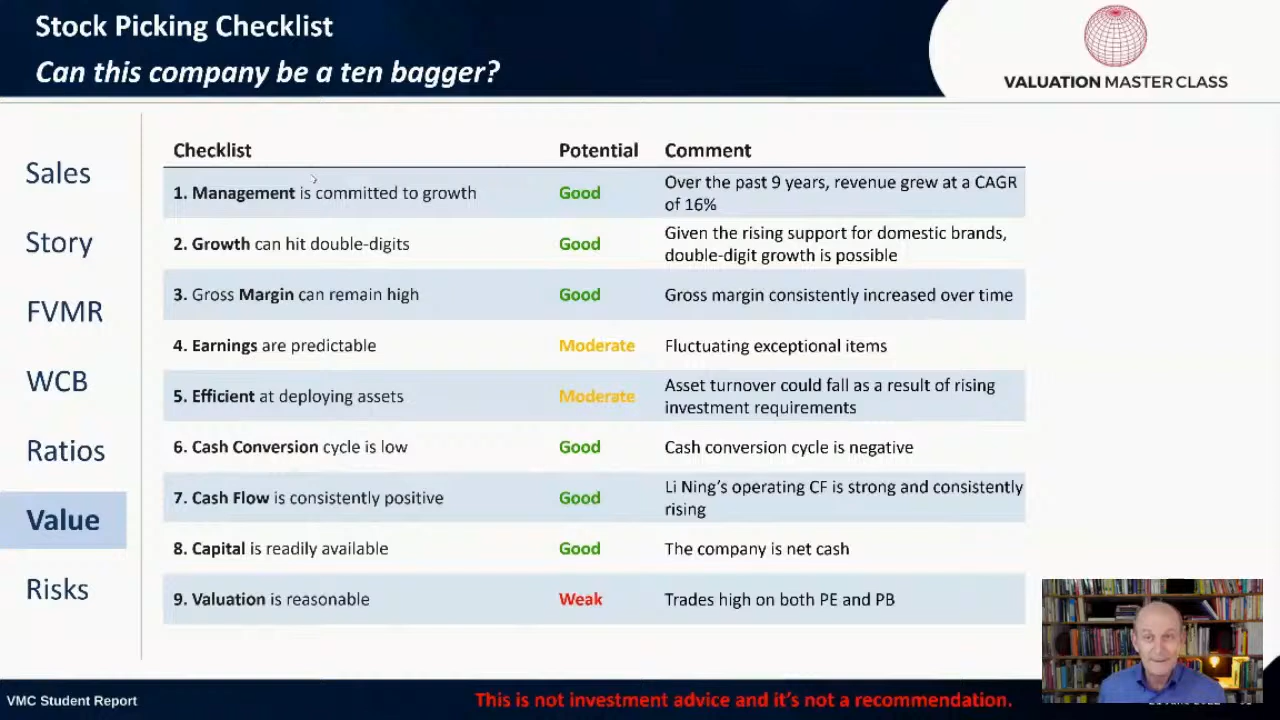 Stock Picking Checklist
Can this company be a ten bagger?
VALUATION MASTER CLASS
Sales
Story
FVMR
WCB
Ratios
Value
Risks
Checklist Potential Comment
1. Management is committed to growth Good Over the past 9 years, revenue grew at a CAGR
of 16%
2. Growth can hit double-digits Good Given the rising support for domestic brands,
double-digit growth is possible
3. Gross Margin can remain high Good Gross margin consistently increased over time
4. Earnings are predictable Moderate Fluctuating exceptional items
5. Efficient at deploying assets Moderate Asset turnover could fall as a result of rising
investment requirements
6. Cash Conversion cycle is low Good Cash conversion cycle is negative
7. Cash Flow is consistently positive Good Li Ning's operating CF is strong and consistently
rising
8. Capital is readily available Good The company is net cash
9. Valuation is reasonable Weak Trades high on both PE and PB
VMC Student Report
This is not investment advice and it's not a recommendation.